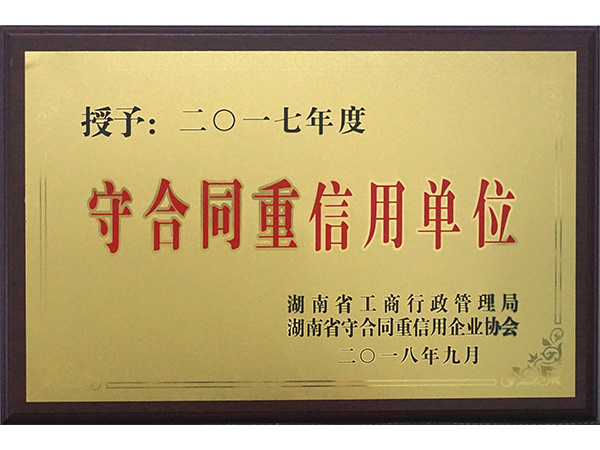 授予：二〇一七年度
守合同重信用单位
湖南省工商行政管理局
湖南省守合同重信用企业协会
二〇一八年九月